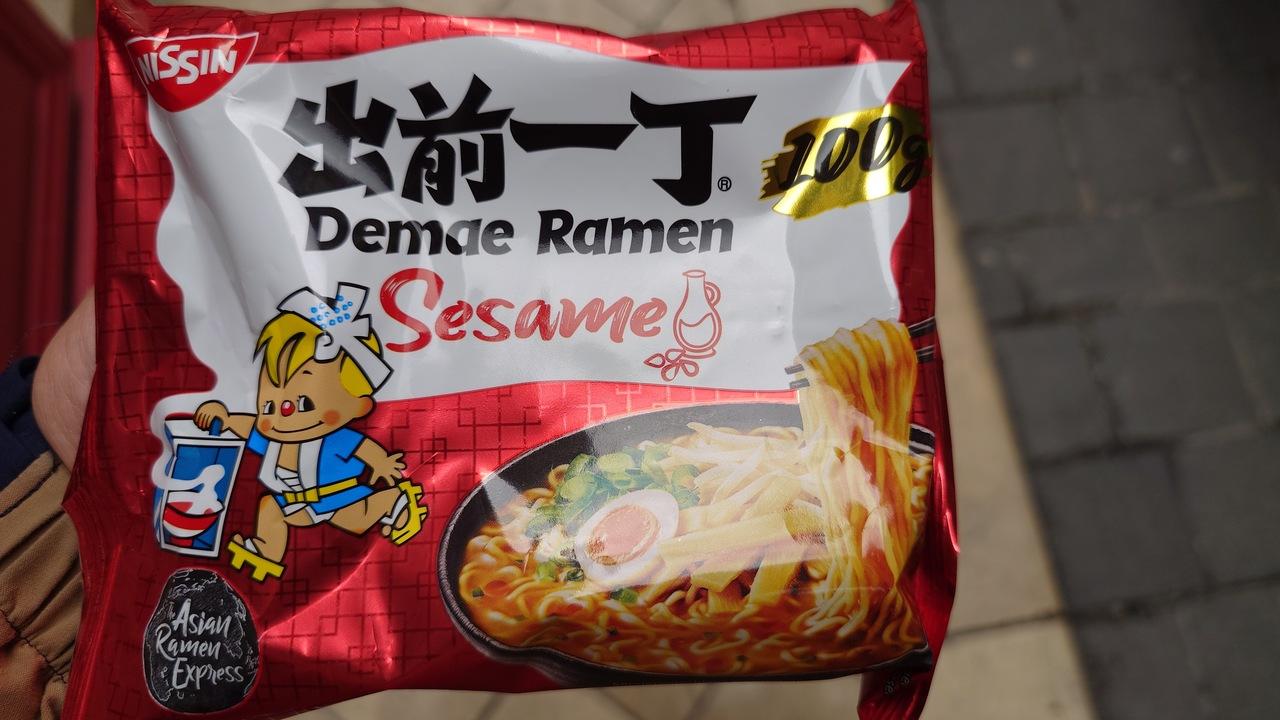 NISSIN
出前一丁®
100g
Demae Ramen
Sesame
Asian
Ramen
Express